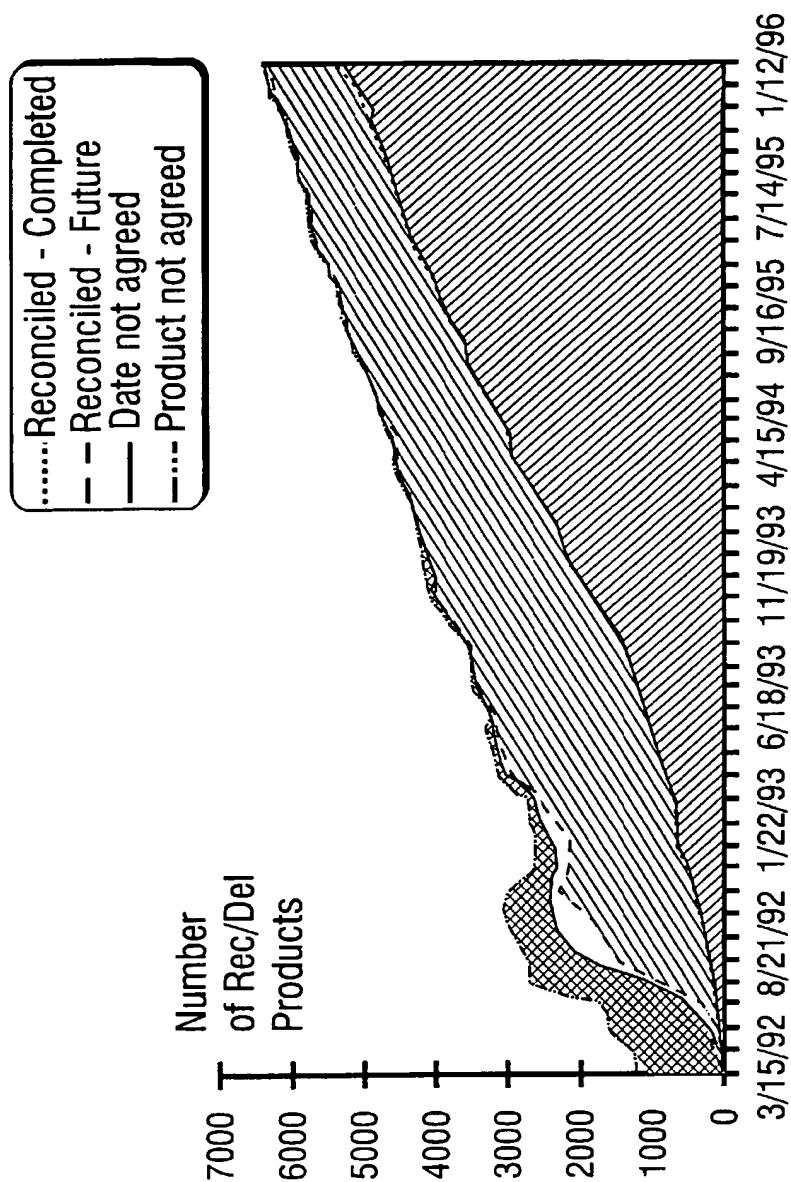 Reconciled - Completed
Reconciled - Future
Date not agreed
Product not agreed
Number
of Rec/Del
Products
7000
6000
5000
4000
3000
2000
1000
0
3/15/92 8/21/92 1/22/93 6/18/93 11/19/93 4/15/94 9/16/95 7/14/95 1/12/96